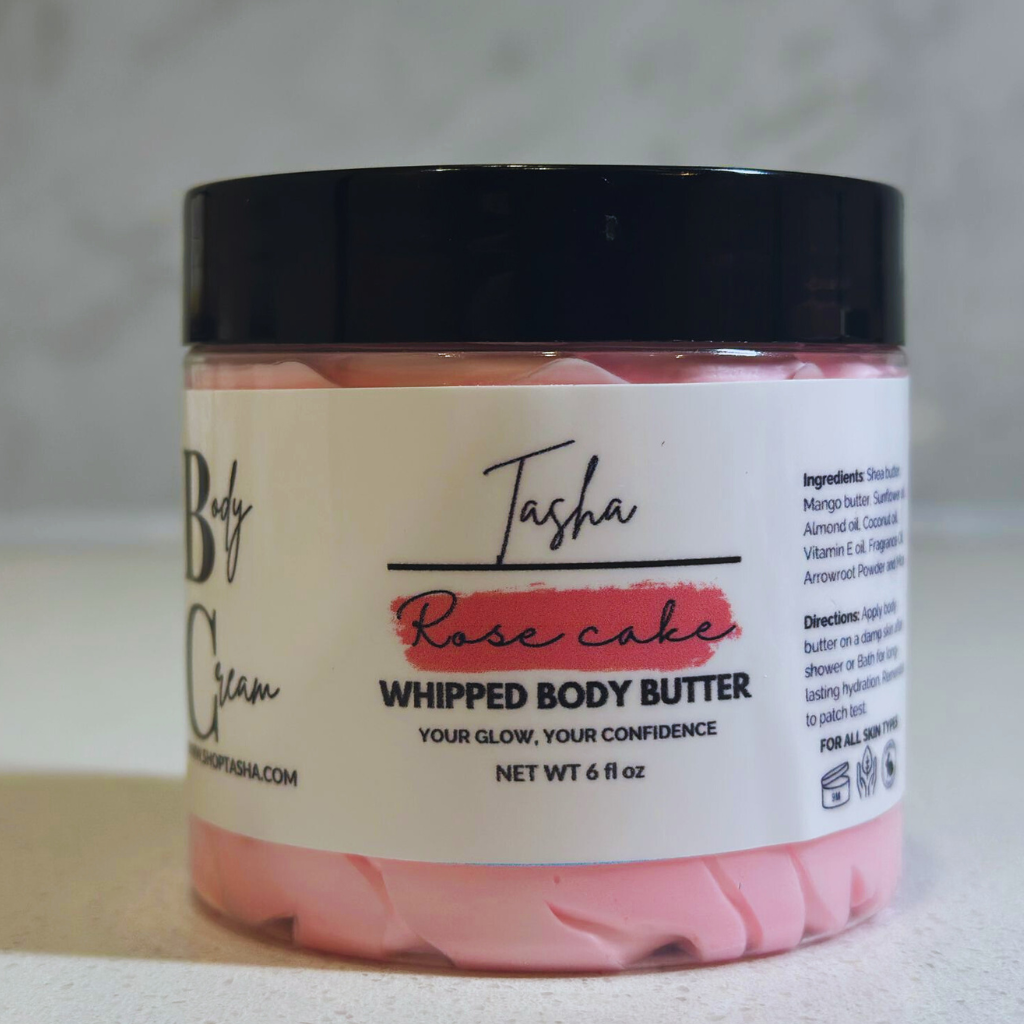 Body
Cream
WWW.SHOPTASHA.COM
Tasha
Rose cake
WHIPPED BODY BUTTER
YOUR GLOW, YOUR CONFIDENCE
NET WT 6 fl oz
Ingredients: Shea butter,
Mango butter, Sunflower
Almond oil, Coconut oil,
Vitamin E oil, Fragrance
Arrowroot Powder and
Directions: Apply body
butter on a damp skin after
shower or Bath for long
lasting hydration. Remember
to patch test.
FOR ALL SKIN TYPES